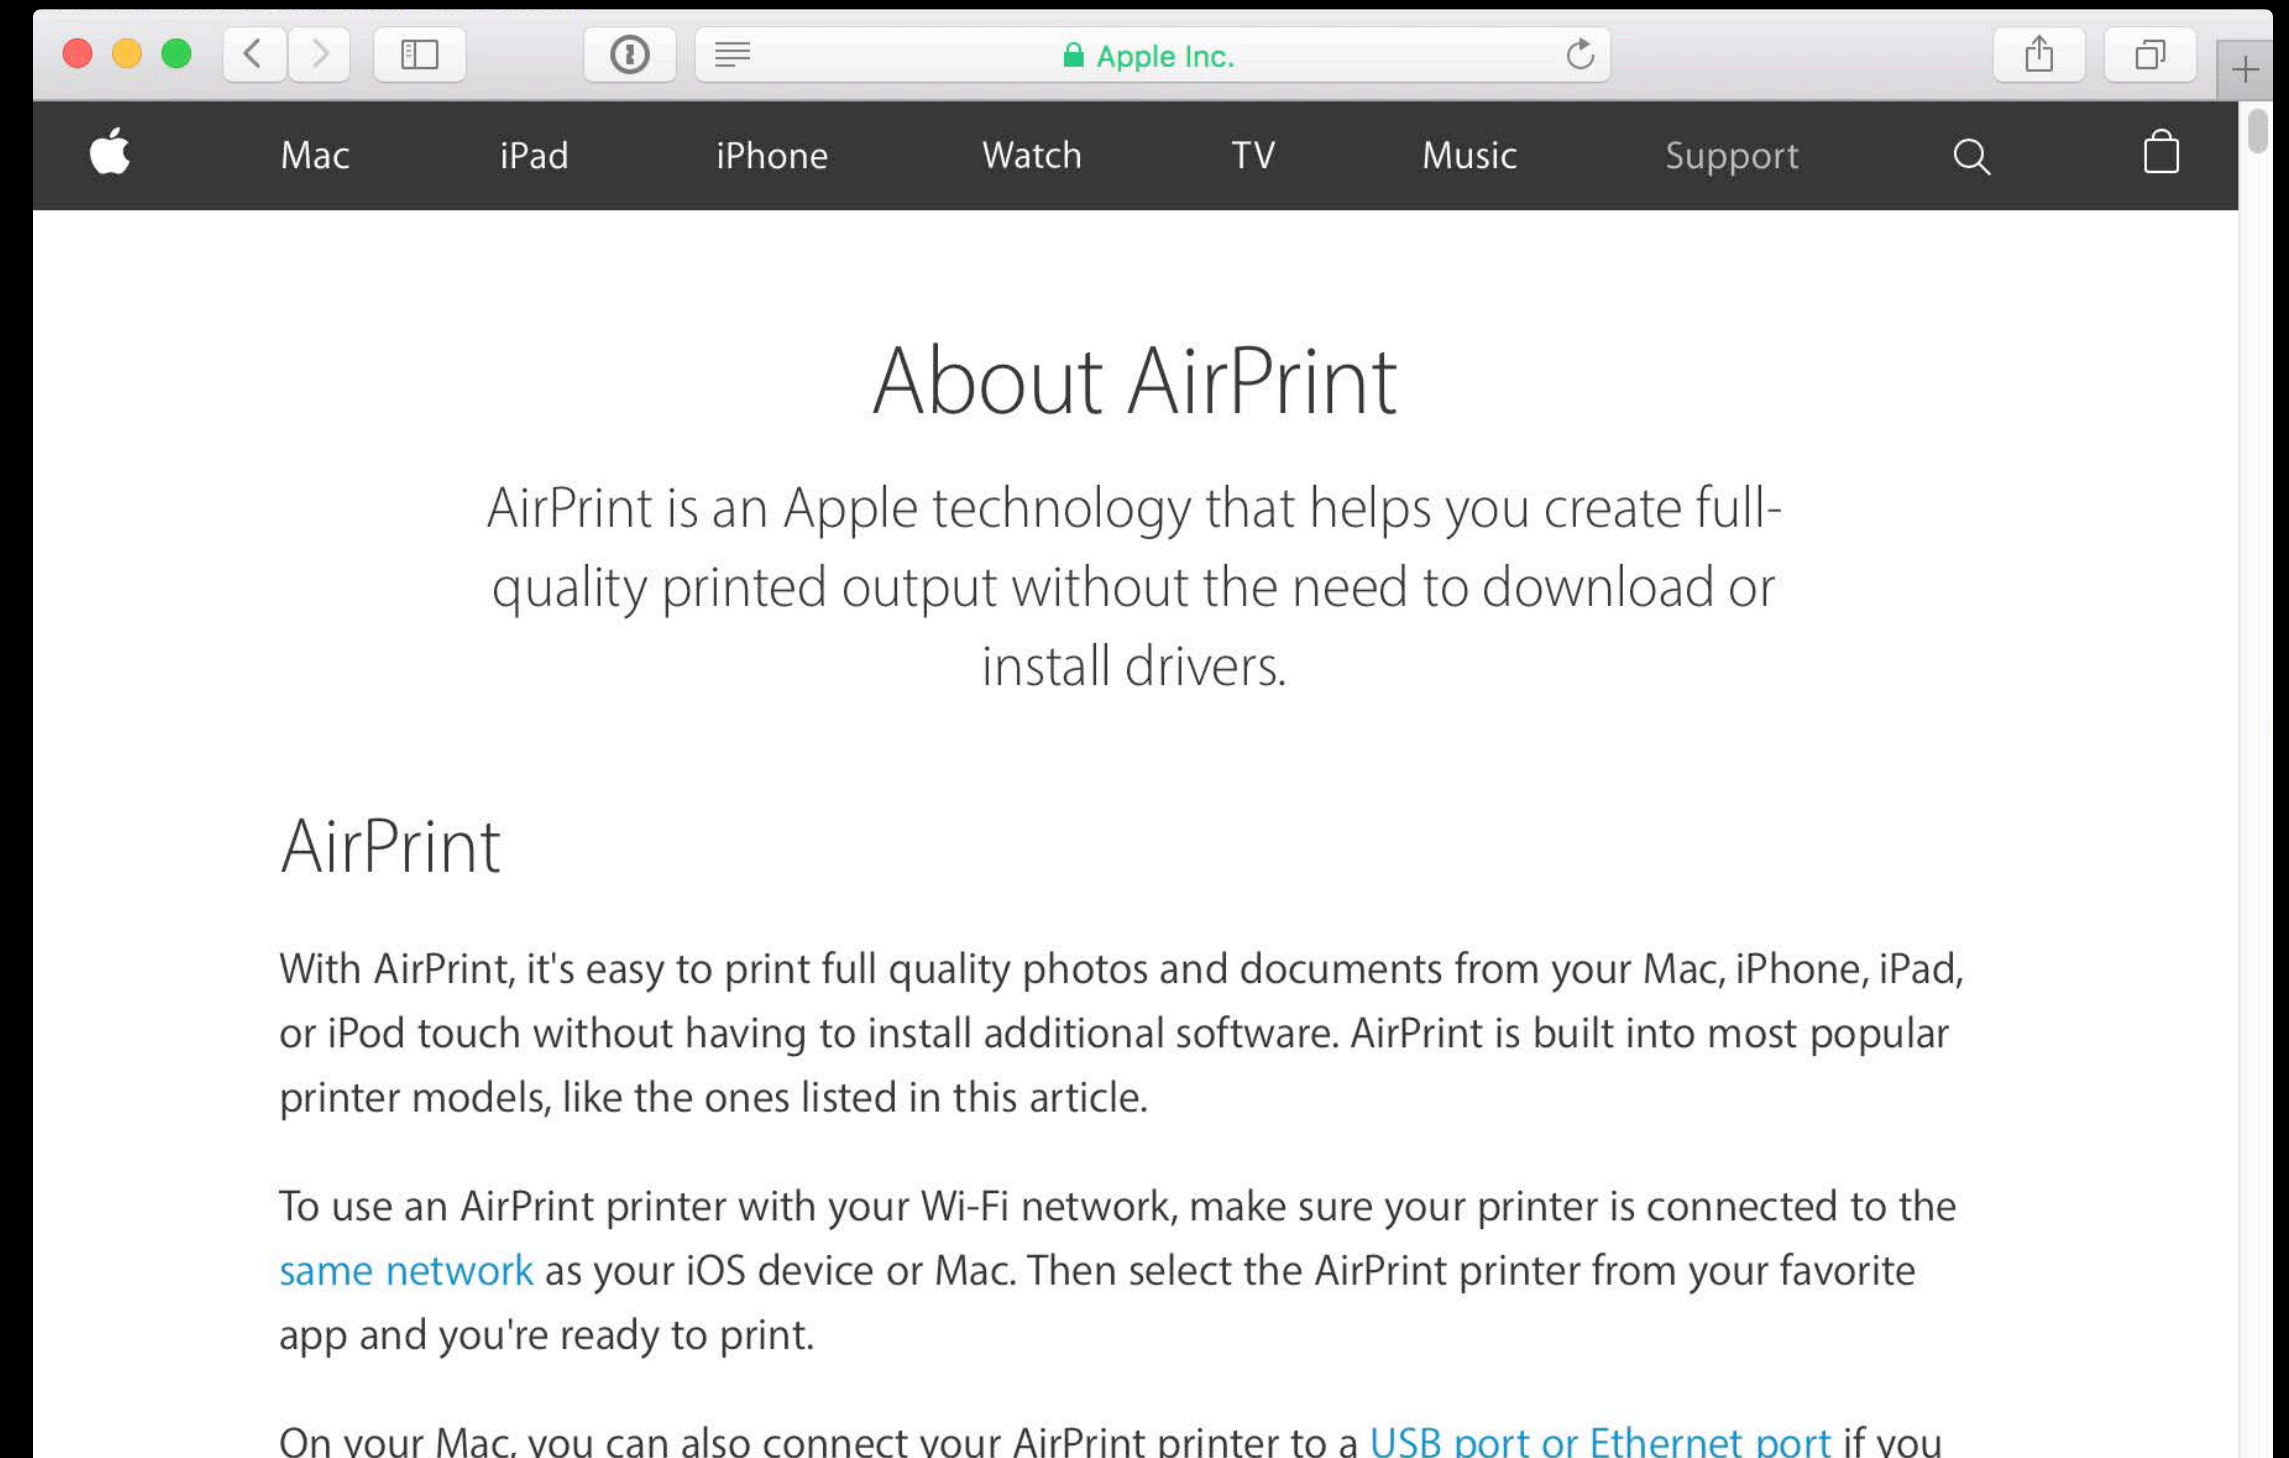 Apple Inc.
Mac iPad iPhone Watch TV Music Support
About AirPrint
AirPrint is an Apple technology that helps you create full-
quality printed output without the need to download or
install drivers.
AirPrint
With AirPrint, it's easy to print full quality photos and documents from your Mac, iPhone, iPad,
or iPod touch without having to install additional software. AirPrint is built into most popular
printer models, like the ones listed in this article.
To use an AirPrint printer with your Wi-Fi network, make sure your printer is connected to the
same network as your iOS device or Mac. Then select the AirPrint printer from your favorite
app and you're ready to print.
On your Mac, you can also connect your AirPrint printer to a USB port or Ethernet port if you